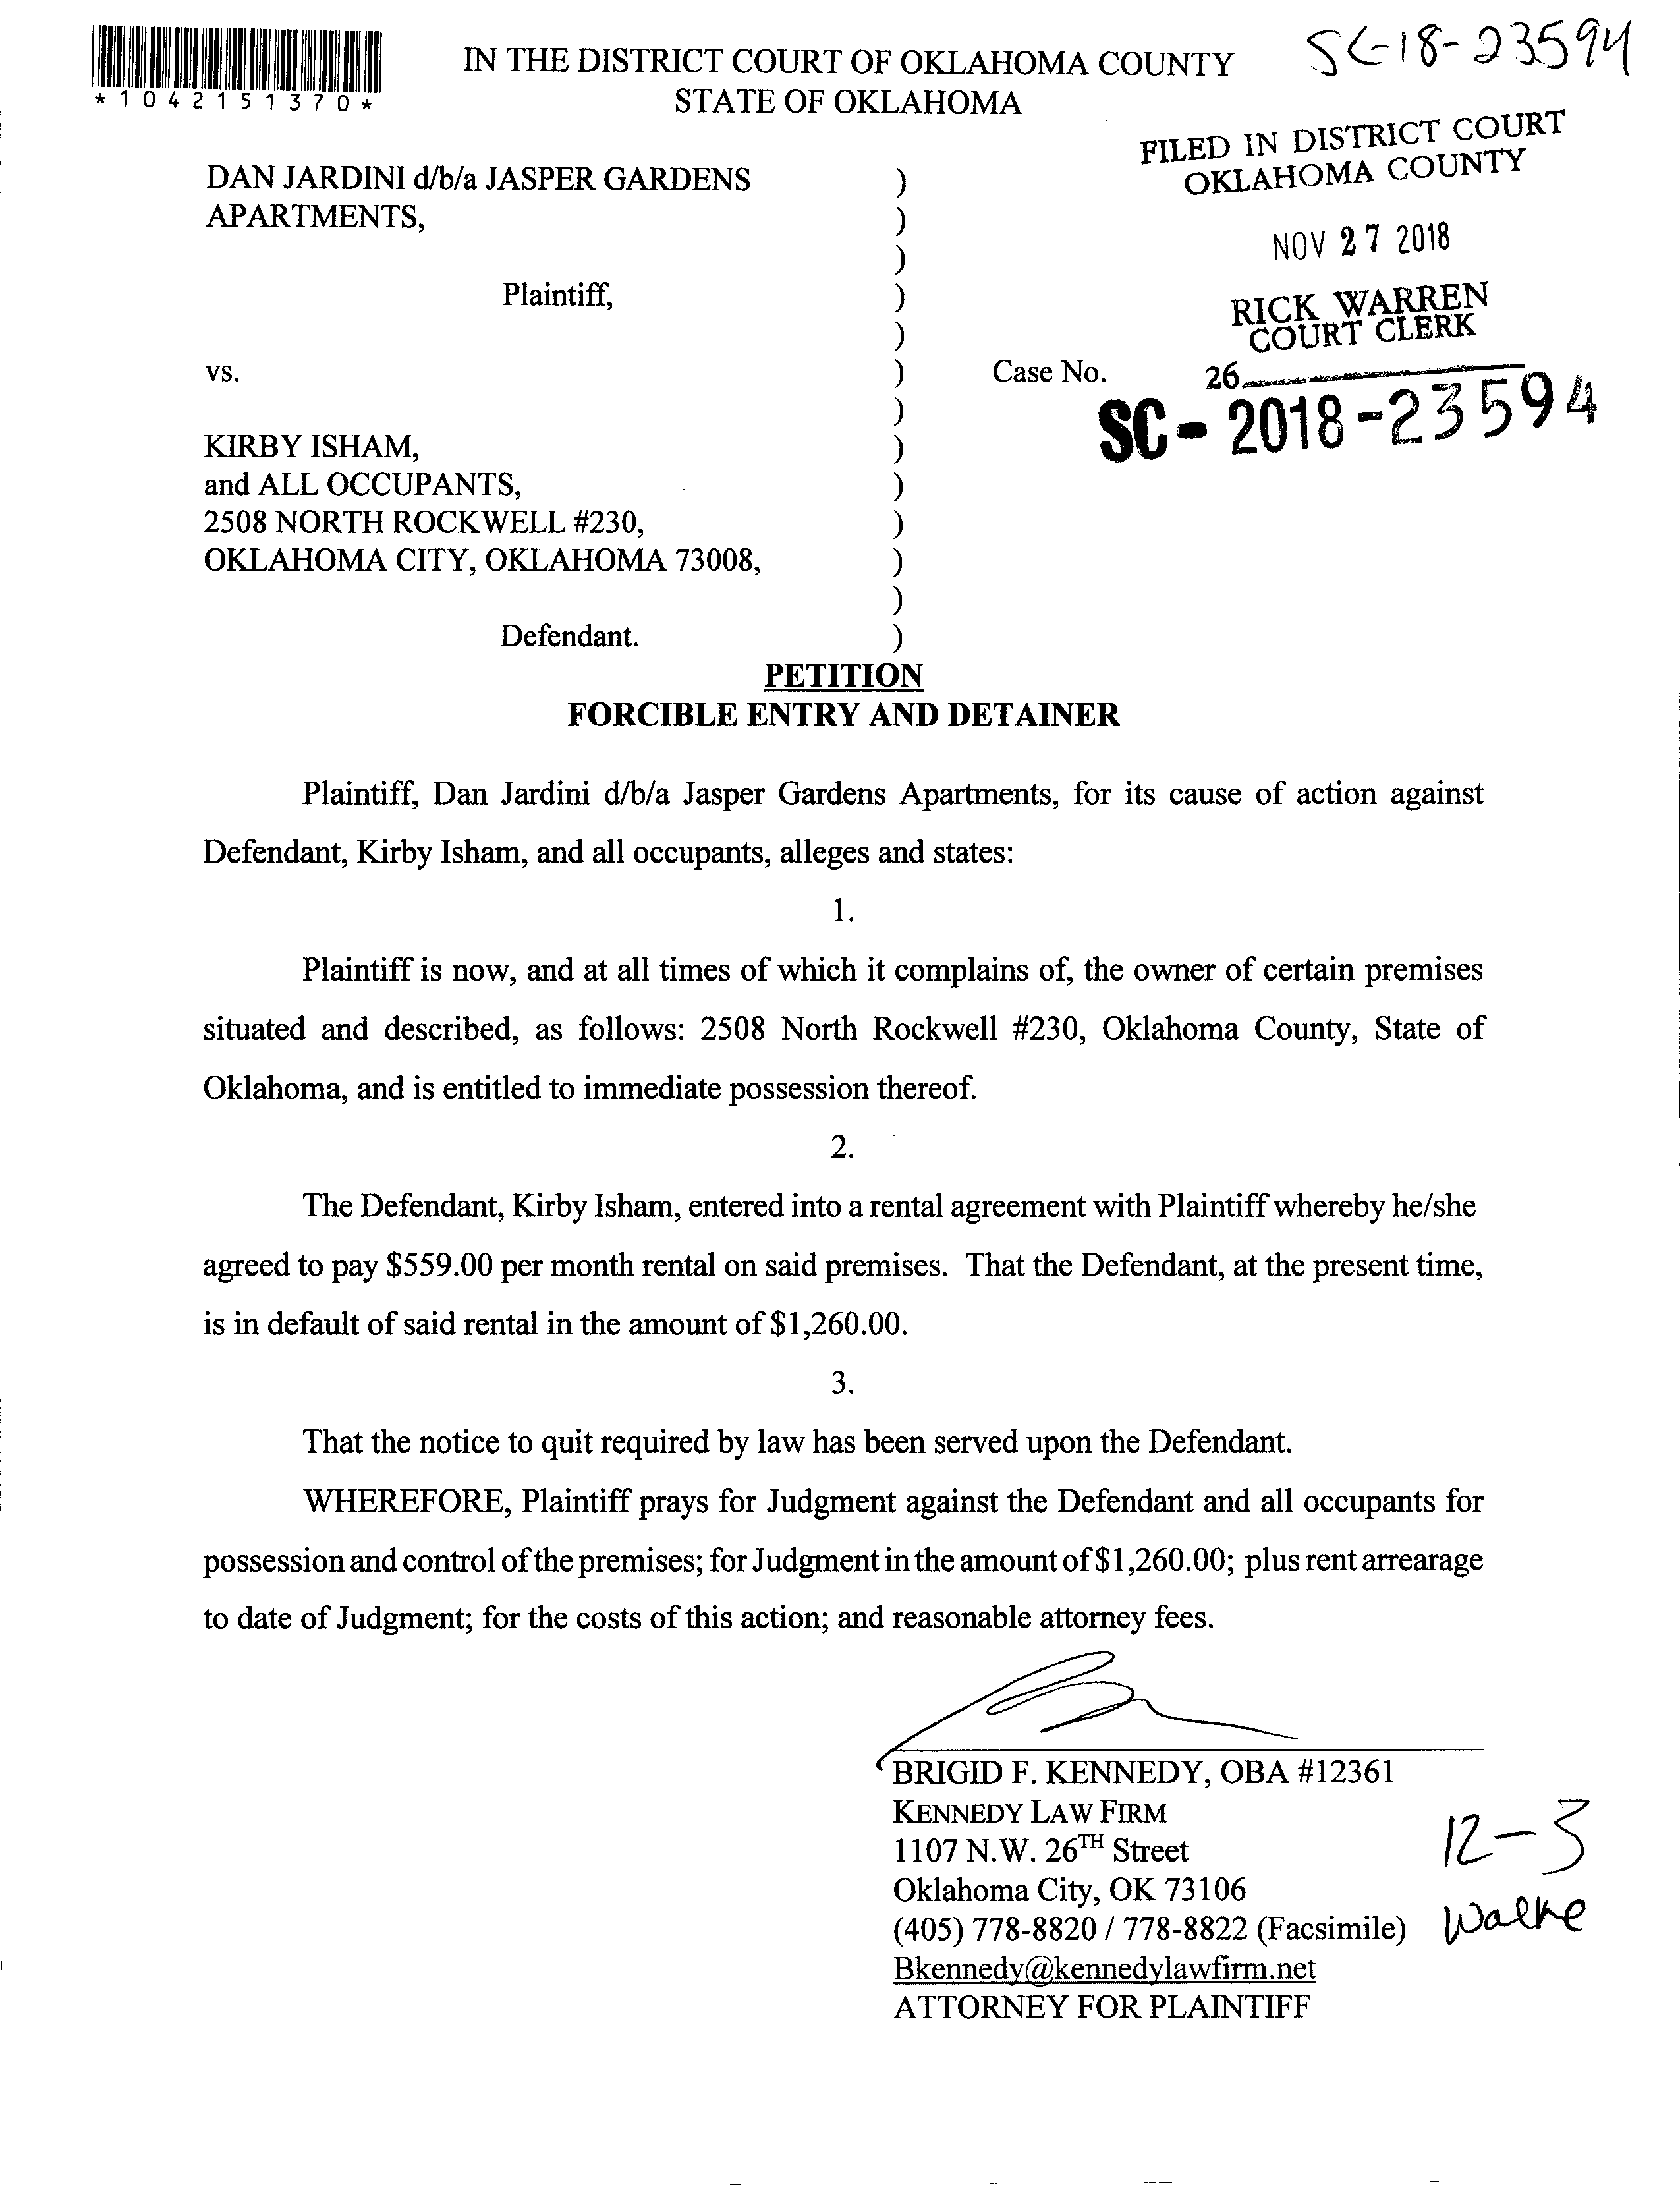 *1042151370*
IN THE DISTRICT COURT OF OKLAHOMA COUNTY
STATE OF OKLAHOMA
SC-18-23594
FILED IN DISTRICT COURT
OKLAHOMA COUNTY
NOV 27 2018
RICK WARREN
COURT CLERK
26
DAN JARDINI d/b/a JASPER GARDENS )
APARTMENTS, )
)
Plaintiff, )
)
vs. ) Case No.
SC-2018-23594
)
KIRBY ISHAM, )
and ALL OCCUPANTS, )
2508 NORTH ROCKWELL #230, )
OKLAHOMA CITY, OKLAHOMA 73008, )
)
Defendant. )
PETITION
FORCIBLE ENTRY AND DETAINER
Plaintiff, Dan Jardini d/b/a Jasper Gardens Apartments, for its cause of action against
Defendant, Kirby Isham, and all occupants, alleges and states:
1.
Plaintiff is now, and at all times of which it complains of, the owner of certain premises
situated and described, as follows: 2508 North Rockwell #230, Oklahoma County, State of
Oklahoma, and is entitled to immediate possession thereof.
2.
The Defendant, Kirby Isham, entered into a rental agreement with Plaintiff whereby he/she
agreed to pay $559.00 per month rental on said premises. That the Defendant, at the present time,
is in default of said rental in the amount of $1,260.00.
3.
That the notice to quit required by law has been served upon the Defendant.
WHEREFORE, Plaintiff prays for Judgment against the Defendant and all occupants for
possession and control of the premises; for Judgment in the amount of $1,260.00; plus rent arrearage
to date of Judgment; for the costs of this action; and reasonable attorney fees.
BRIGID F. KENNEDY, OBA #12361
KENNEDY LAW FIRM
1107 N.W. 26TH Street
Oklahoma City, OK 73106
(405) 778-8820 / 778-8822 (Facsimile)
Bkennedy@kennedylawfirm.net
ATTORNEY FOR PLAINTIFF
12-3
Walke